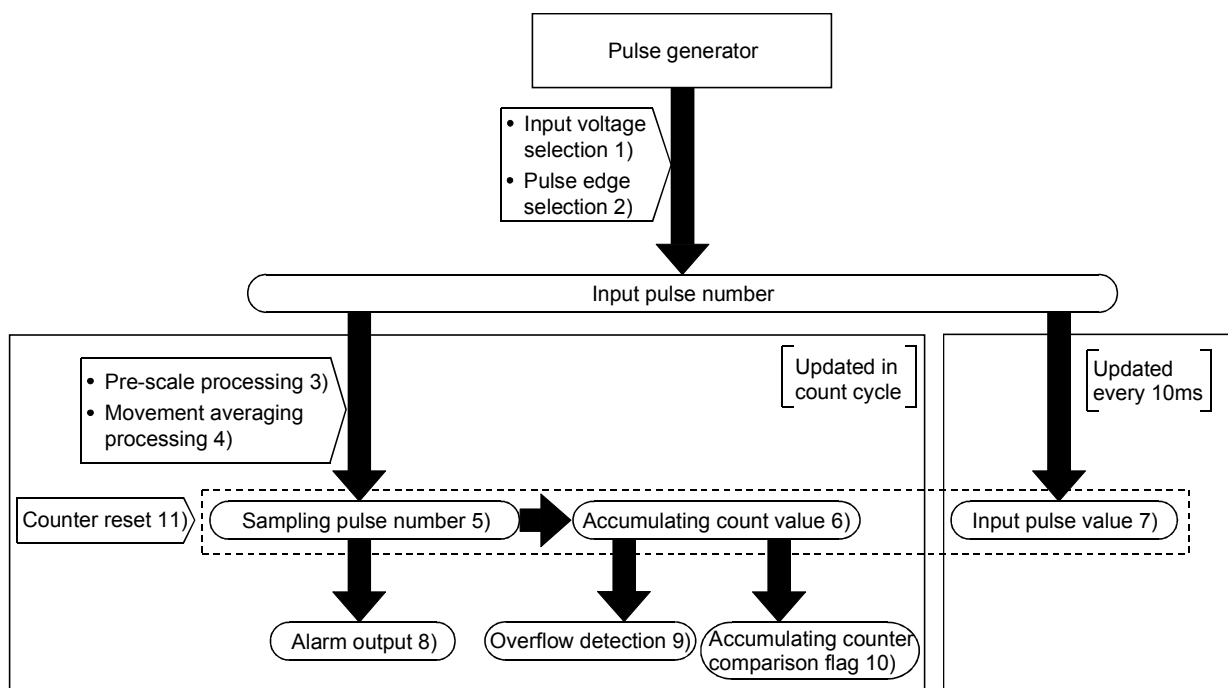 Pulse generator
• Input voltage
selection 1)
• Pulse edge
selection 2)
Input pulse number
• Pre-scale processing 3)
• Movement averaging
processing 4)
Updated in
count cycle
Updated
every 10ms
Counter reset 11)
Sampling pulse number 5)
Accumulating count value 6)
Input pulse value 7)
Alarm output 8)
Overflow detection 9)
Accumulating counter
comparison flag 10)